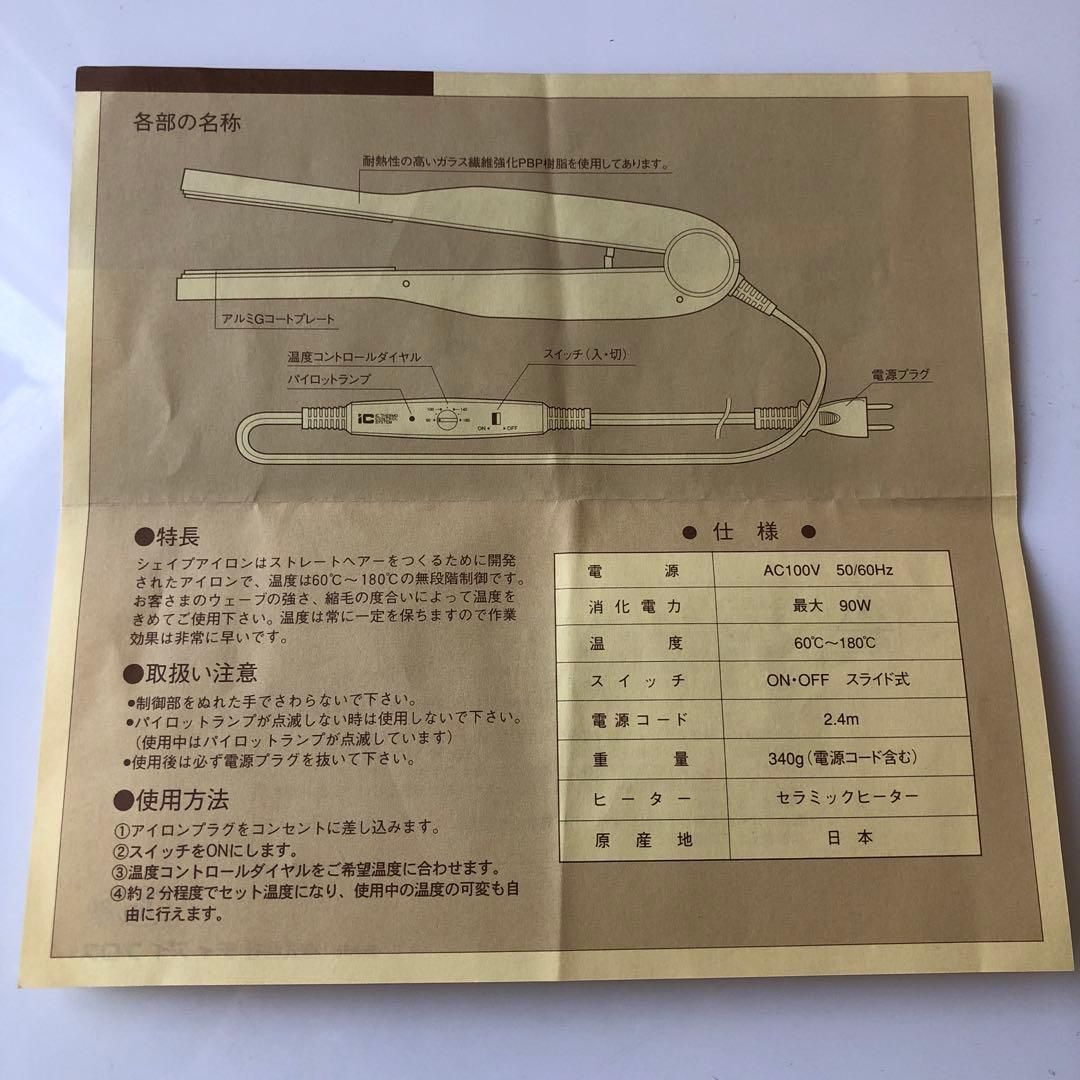 各部の名称
耐熱性の高いガラス繊維強化PBP樹脂を使用してあります。
アルミGコートプレート
温度コントロールダイヤル
スイッチ(入・切)
パイロットランプ
電源プラグ
iC IC THERMO
CONTROL
SYSTEM
100 140
60 180
ON OFF
●特長
シェイプアイロンはストレートヘアーをつくるために開発
されたアイロンで、温度は60℃〜180℃の無段階制御です。
お客さまのウェーブの強さ、縮毛の度合いによって温度を
きめてご使用下さい。温度は常に一定を保ちますので作業
効果は非常に早いです。
●取扱い注意
●制御部をぬれた手でさわらないで下さい。
●パイロットランプが点滅しない時は使用しないで下さい。
(使用中はパイロットランプが点滅しています)
●使用後は必ず電源プラグを抜いて下さい。
●使用方法
①アイロンプラグをコンセントに差し込みます。
②スイッチをONにします。
③温度コントロールダイヤルをご希望温度に合わせます。
④約2分程度でセット温度になり、使用中の温度の可変も自
由に行えます。
●仕様●
電源 AC100V 50/60Hz
消化電力 最大 90W
温度 60℃〜180℃
スイッチ ON・OFF スライド式
電源コード 2.4m
重量 340g(電源コード含む)
ヒーター セラミックヒーター
原産地 日本